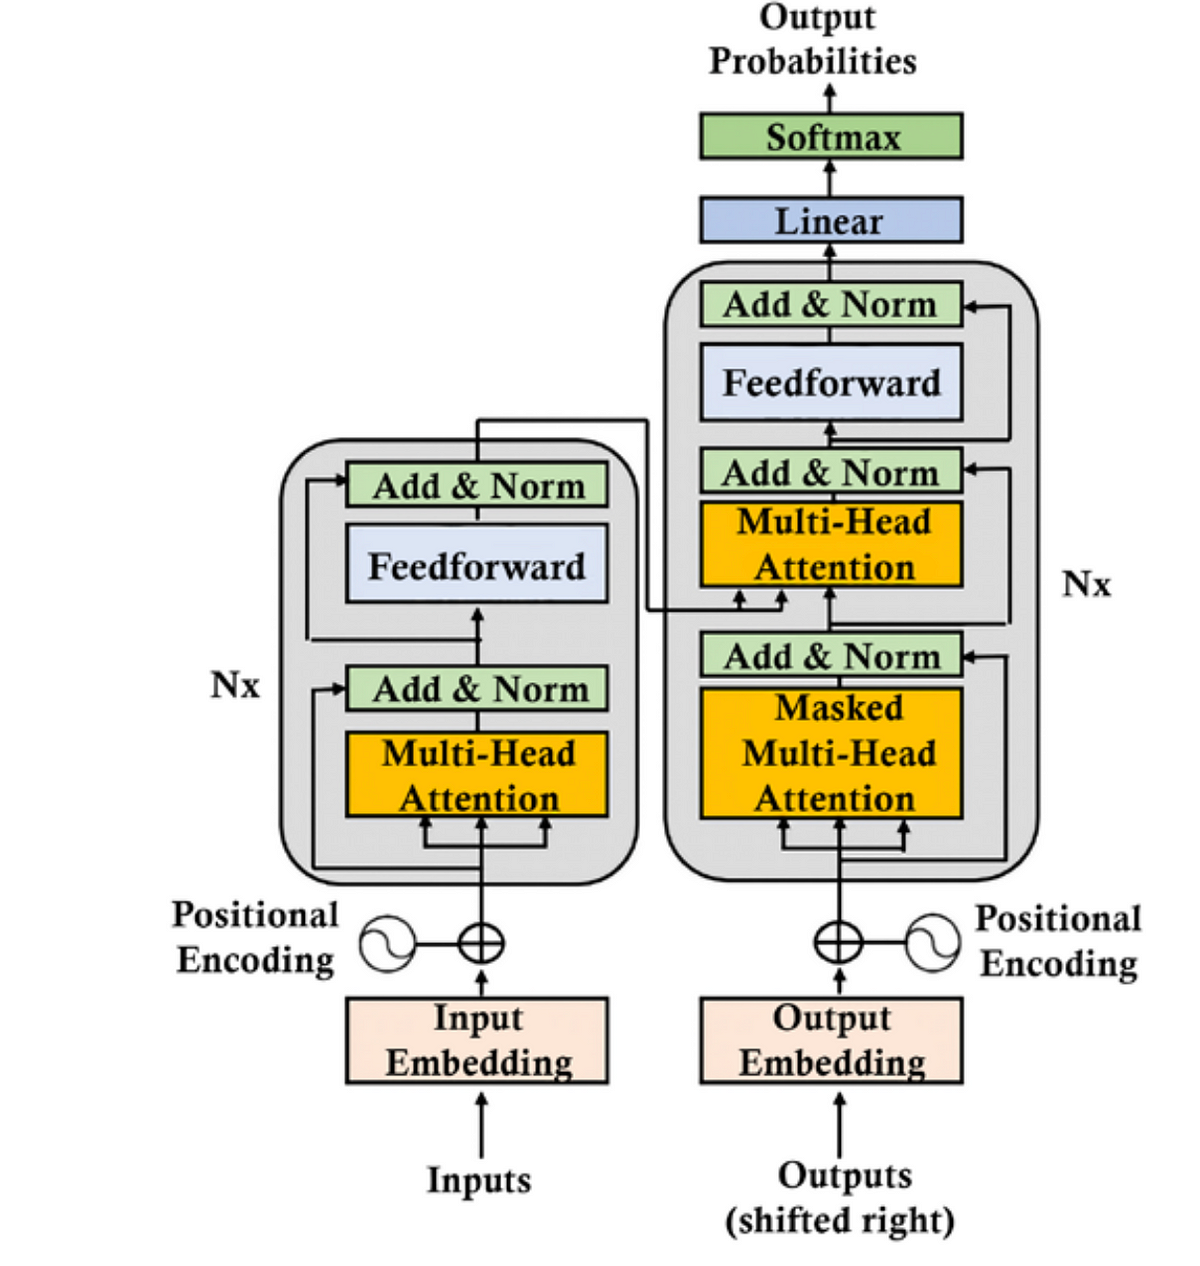 Output
Probabilities
Softmax
Linear
Add & Norm
Feedforward
Add & Norm
Multi-Head
Attention
Nx
Add & Norm
Masked
Multi-Head
Attention
Positional
Encoding
Output
Embedding
Outputs
(shifted right)
Add & Norm
Feedforward
Nx
Add & Norm
Multi-Head
Attention
Positional
Encoding
Input
Embedding
Inputs